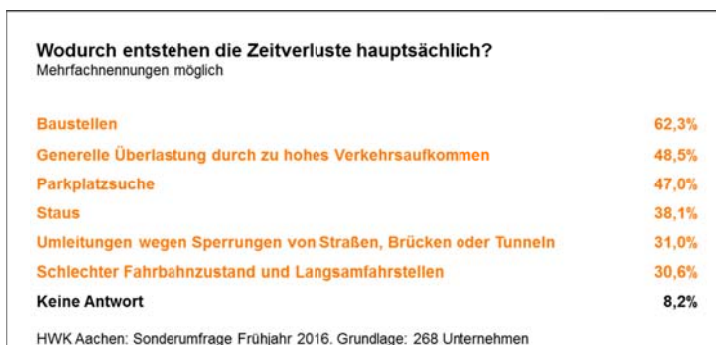 Wodurch entstehen die Zeitverluste hauptsächlich?
Mehrfachnennungen möglich
Baustellen 62,3%
Generelle Überlastung durch zu hohes Verkehrsaufkommen 48,5%
Parkplatzsuche 47,0%
Staus 38,1%
Umleitungen wegen Sperrungen von Straßen, Brücken oder Tunneln 31,0%
Schlechter Fahrbahnzustand und Langsamfahrstellen 30,6%
Keine Antwort 8,2%
HWK Aachen: Sonderumfrage Frühjahr 2016. Grundlage: 268 Unternehmen